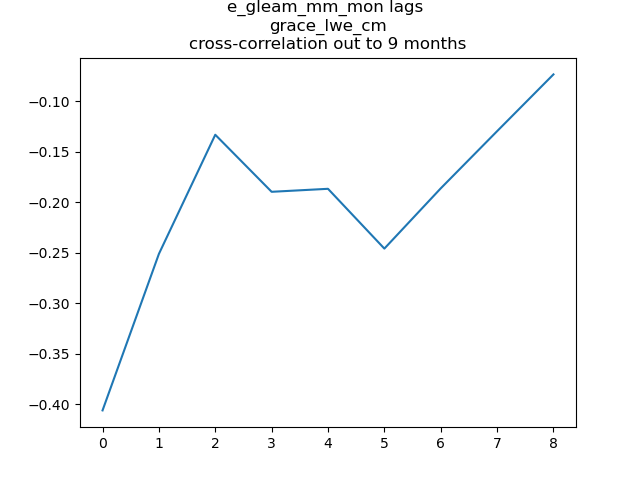 e_gleam_mm_mon lags
grace_lwe_cm
cross-correlation out to 9 months
−0.10
−0.15
−0.20
−0.25
−0.30
−0.35
−0.40
0 1 2 3 4 5 6 7 8